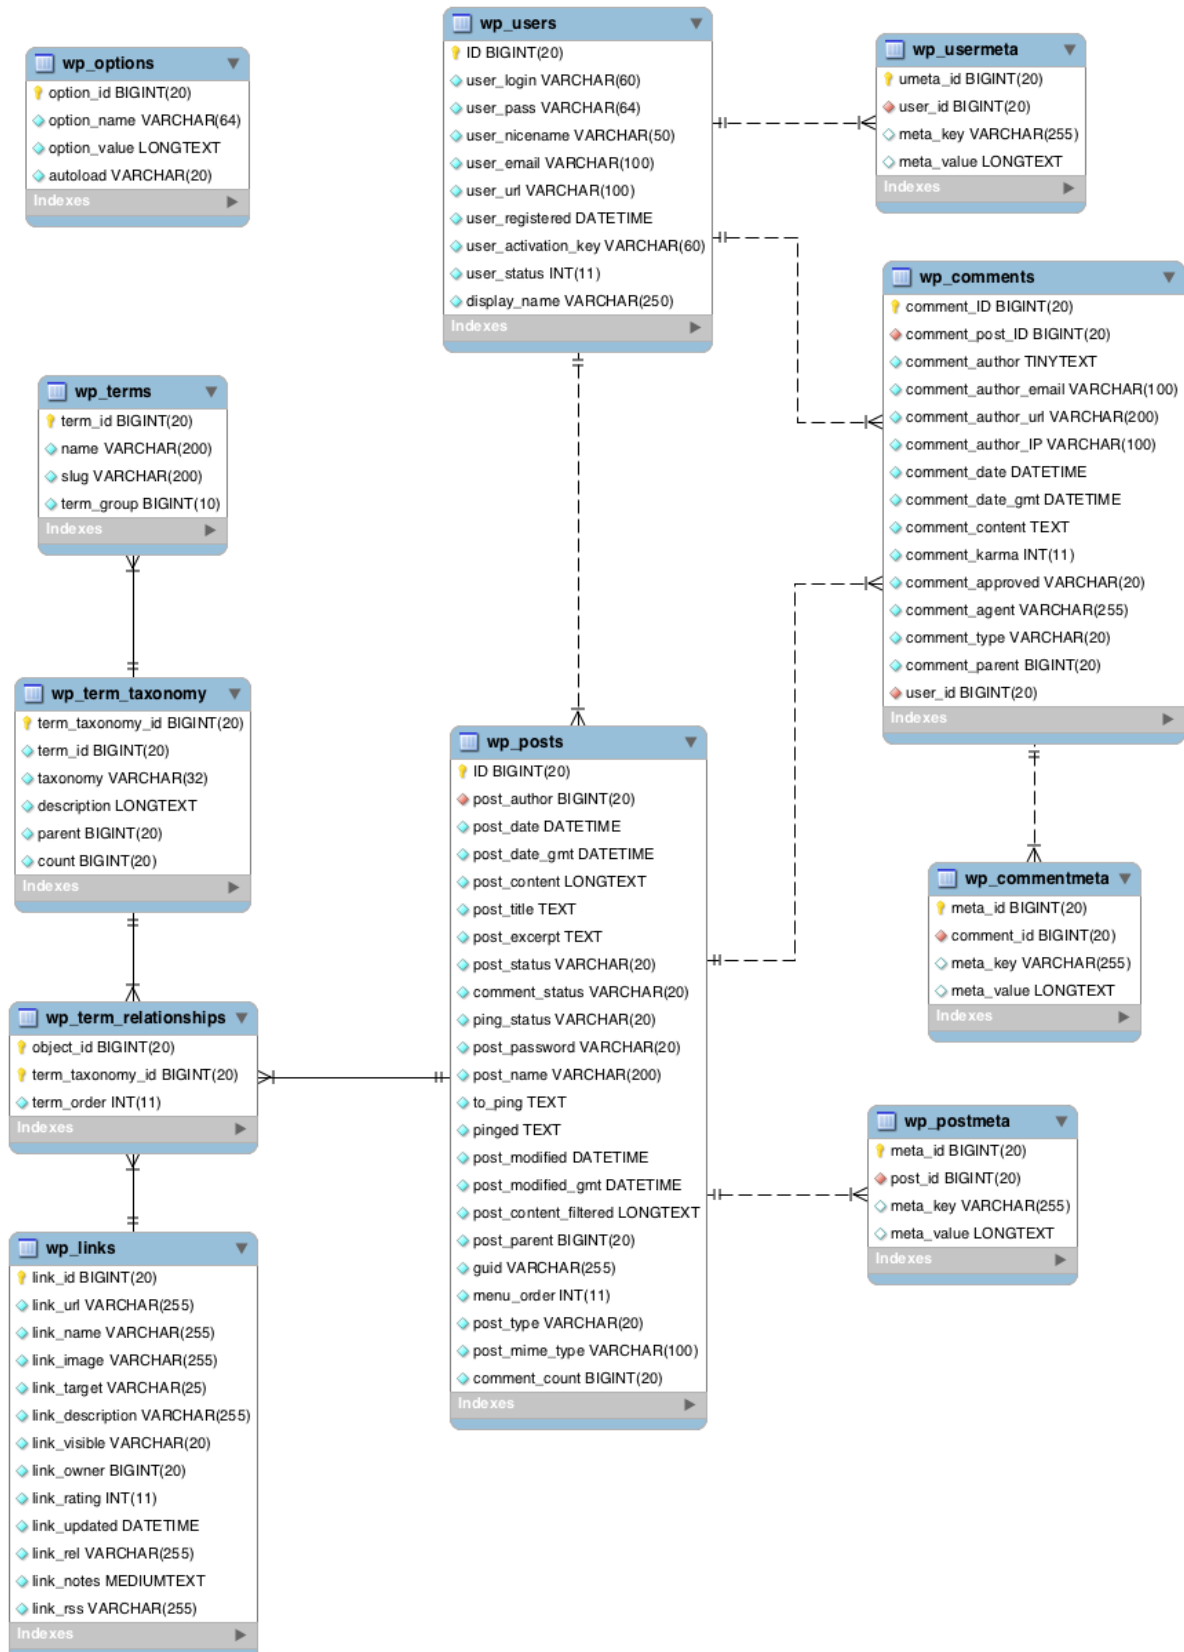 wp_options
option_id BIGINT(20)
option_name VARCHAR(64)
option_value LONGTEXT
autoload VARCHAR(20)
Indexes
wp_users
ID BIGINT(20)
user_login VARCHAR(60)
user_pass VARCHAR(64)
user_nicename VARCHAR(50)
user_email VARCHAR(100)
user_url VARCHAR(100)
user_registered DATETIME
user_activation_key VARCHAR(60)
user_status INT(11)
display_name VARCHAR(250)
Indexes
wp_usermeta
umeta_id BIGINT(20)
user_id BIGINT(20)
meta_key VARCHAR(255)
meta_value LONGTEXT
Indexes
wp_comments
comment_ID BIGINT(20)
comment_post_ID BIGINT(20)
comment_author TINYTEXT
comment_author_email VARCHAR(100)
comment_author_url VARCHAR(200)
comment_author_IP VARCHAR(100)
comment_date DATETIME
comment_date_gmt DATETIME
comment_content TEXT
comment_karma INT(11)
comment_approved VARCHAR(20)
comment_agent VARCHAR(255)
comment_type VARCHAR(20)
comment_parent BIGINT(20)
user_id BIGINT(20)
Indexes
wp_terms
term_id BIGINT(20)
name VARCHAR(200)
slug VARCHAR(200)
term_group BIGINT(10)
Indexes
wp_term_taxonomy
term_taxonomy_id BIGINT(20)
term_id BIGINT(20)
taxonomy VARCHAR(32)
description LONGTEXT
parent BIGINT(20)
count BIGINT(20)
Indexes
wp_posts
ID BIGINT(20)
post_author BIGINT(20)
post_date DATETIME
post_date_gmt DATETIME
post_content LONGTEXT
post_title TEXT
post_excerpt TEXT
post_status VARCHAR(20)
comment_status VARCHAR(20)
ping_status VARCHAR(20)
post_password VARCHAR(20)
post_name VARCHAR(200)
to_ping TEXT
pinged TEXT
post_modified DATETIME
post_modified_gmt DATETIME
post_content_filtered LONGTEXT
post_parent BIGINT(20)
guid VARCHAR(255)
menu_order INT(11)
post_type VARCHAR(20)
post_mime_type VARCHAR(100)
comment_count BIGINT(20)
Indexes
wp_commentmeta
meta_id BIGINT(20)
comment_id BIGINT(20)
meta_key VARCHAR(255)
meta_value LONGTEXT
Indexes
wp_term_relationships
object_id BIGINT(20)
term_taxonomy_id BIGINT(20)
term_order INT(11)
Indexes
wp_postmeta
meta_id BIGINT(20)
post_id BIGINT(20)
meta_key VARCHAR(255)
meta_value LONGTEXT
Indexes
wp_links
link_id BIGINT(20)
link_url VARCHAR(255)
link_name VARCHAR(255)
link_image VARCHAR(255)
link_target VARCHAR(25)
link_description VARCHAR(255)
link_visible VARCHAR(20)
link_owner BIGINT(20)
link_rating INT(11)
link_updated DATETIME
link_rel VARCHAR(255)
link_notes MEDIUMTEXT
link_rss VARCHAR(255)
Indexes